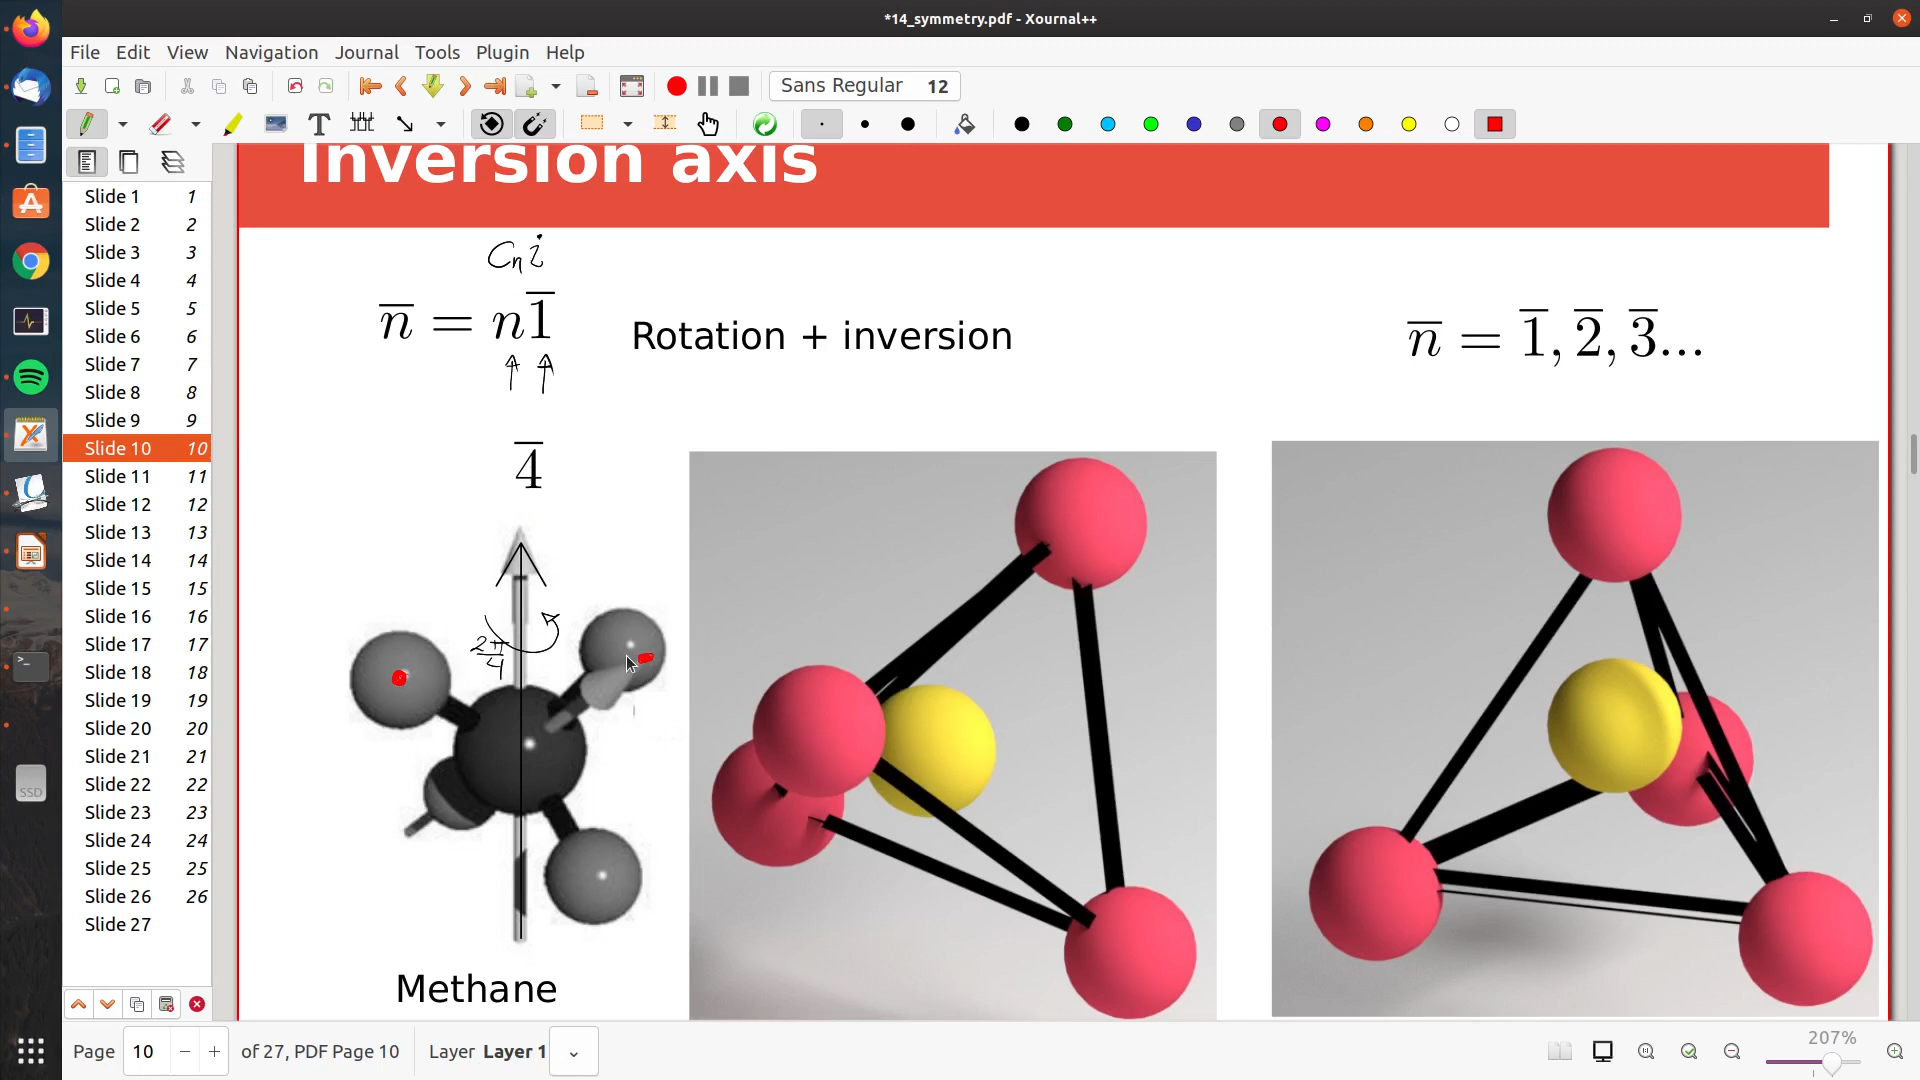 *14_symmetry.pdf - Xournal++
File Edit View Navigation Journal Tools Plugin Help
Sans Regular 12
Slide 1 1
Slide 2 2
Slide 3 3
Slide 4 4
Slide 5 5
Slide 6 6
Slide 7 7
Slide 8 8
Slide 9 9
Slide 10 10
Slide 11 11
Slide 12 12
Slide 13 13
Slide 14 14
Slide 15 15
Slide 16 16
Slide 17 17
Slide 18 18
Slide 19 19
Slide 20 20
Slide 21 21
Slide 22 22
Slide 23 23
Slide 24 24
Slide 25 25
Slide 26 26
Slide 27
SSD
Inversion axis
Cn i
n̅ = n1̅
Rotation + inversion
n̅ = 1̅, 2̅, 3̅...
4̅
2π/4
Methane
Page 10 − + of 27, PDF Page 10 Layer Layer 1
207%